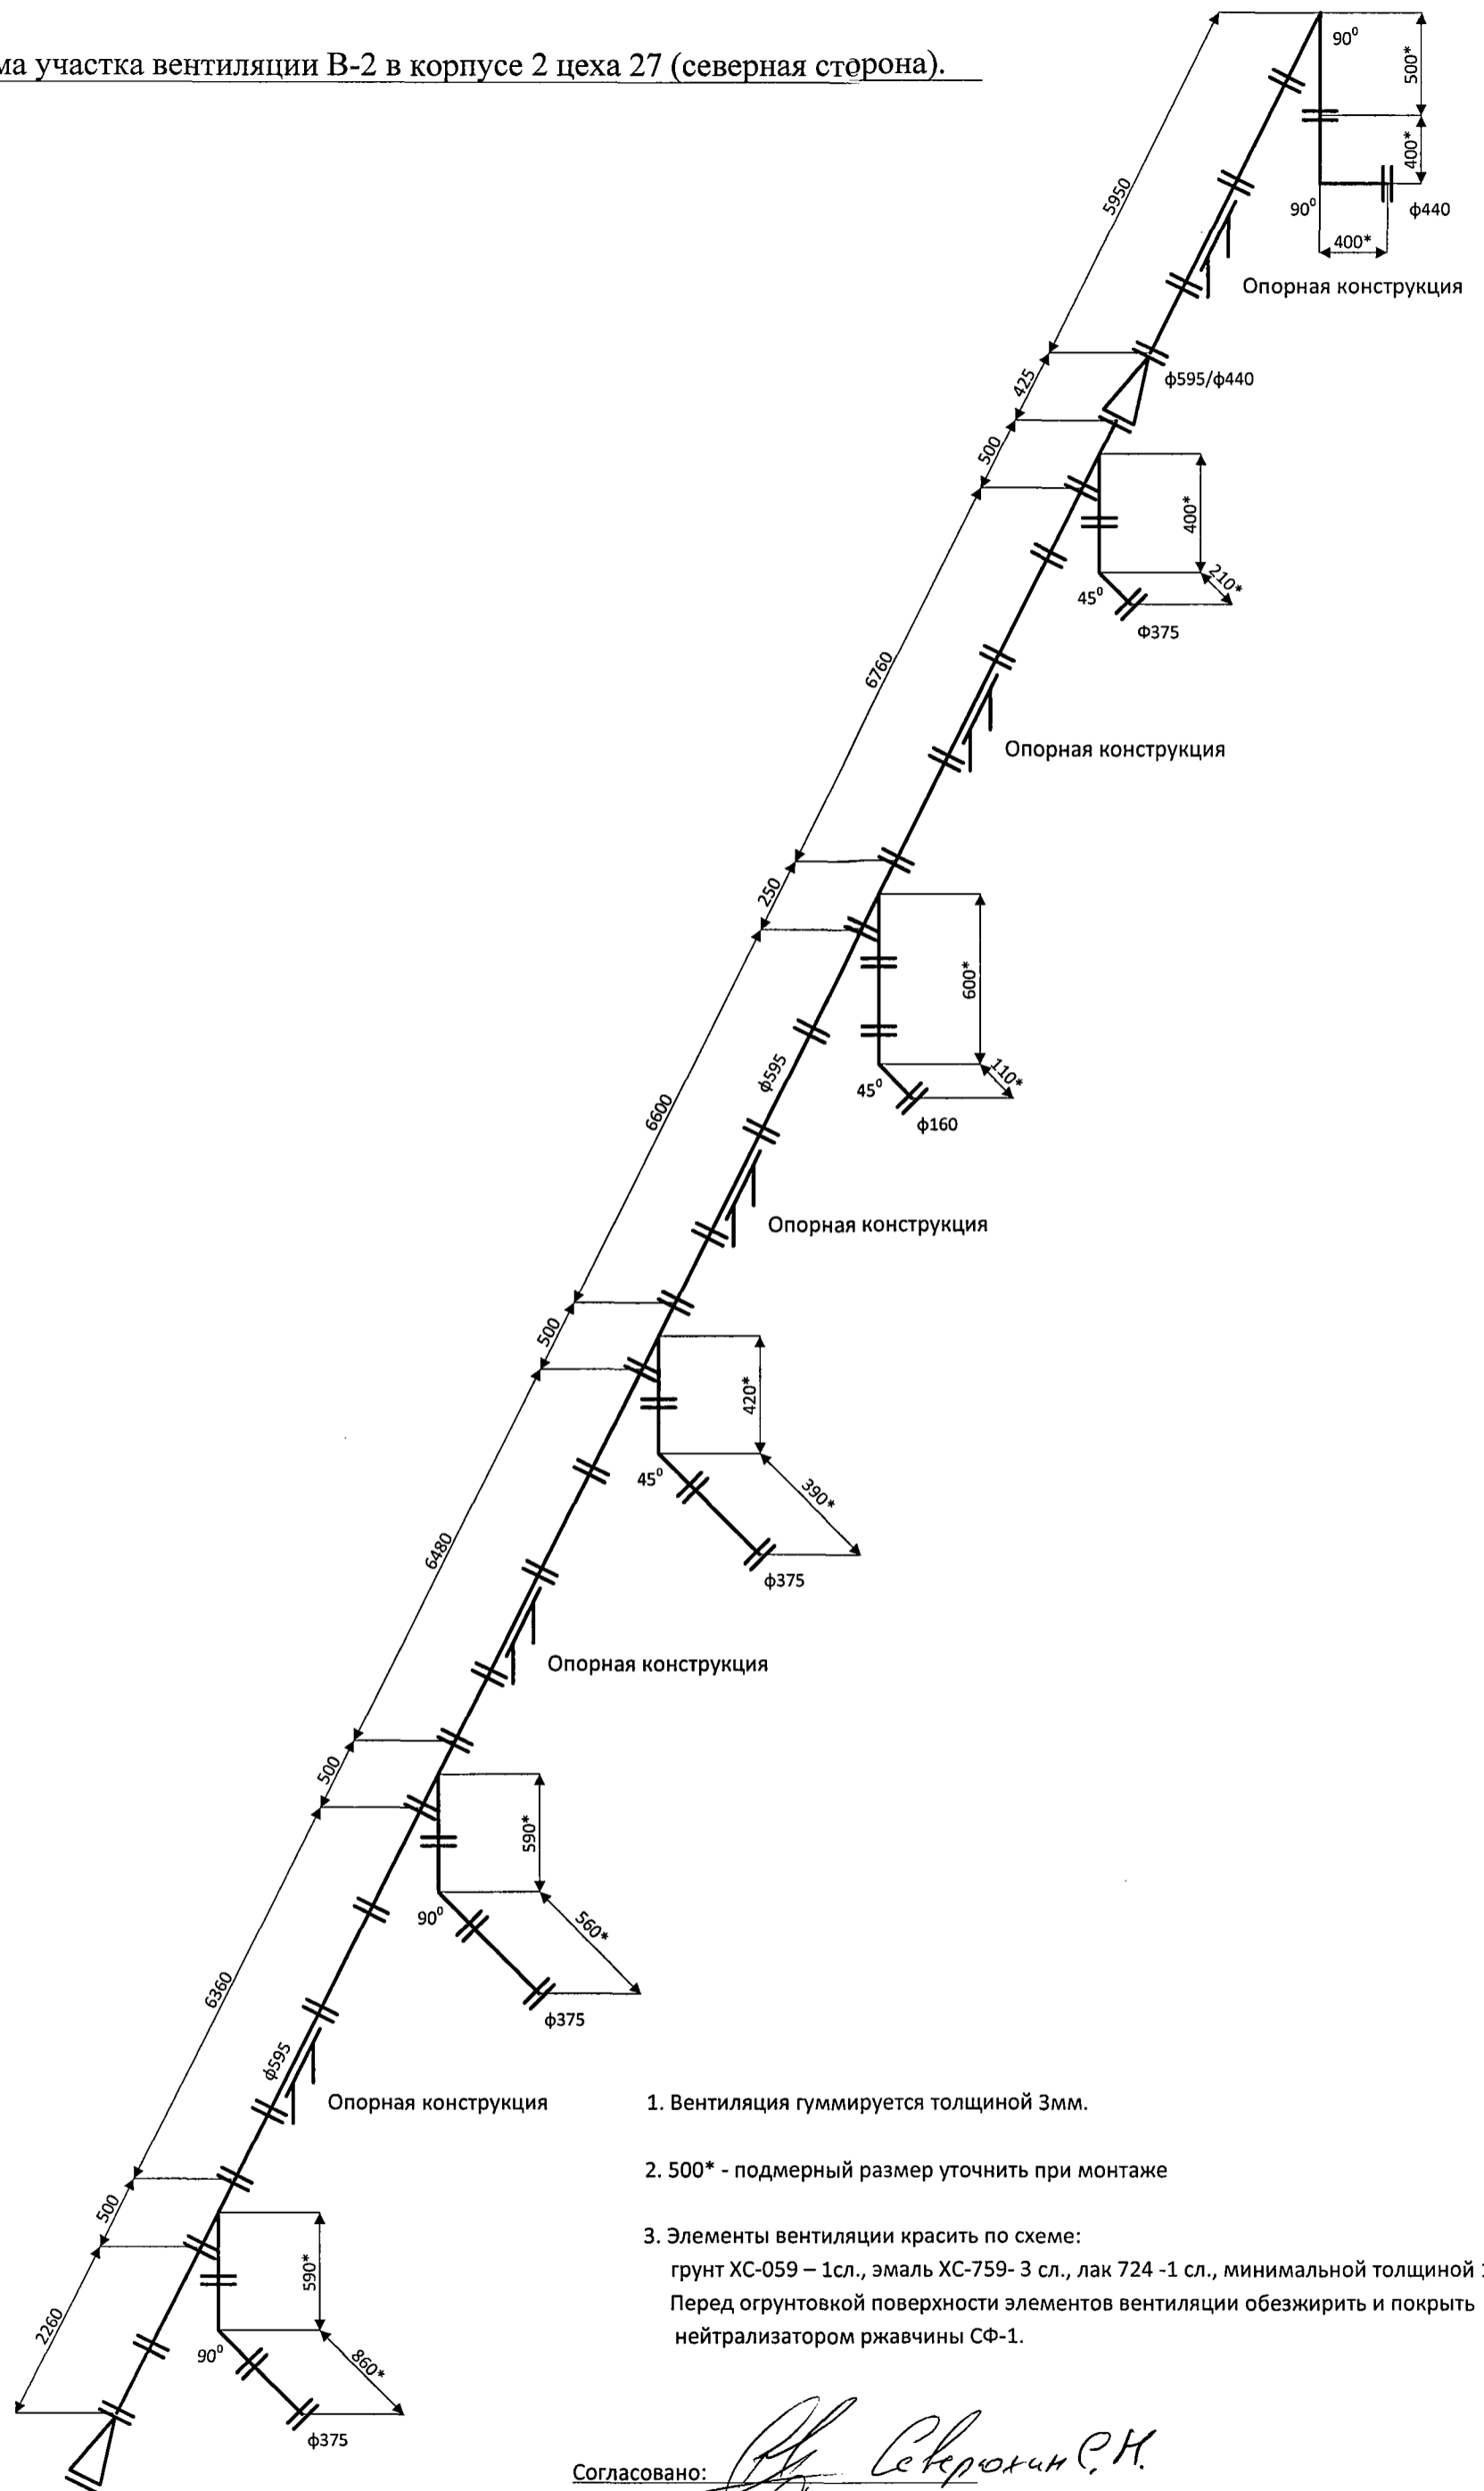 ма участка вентиляции В-2 в корпусе 2 цеха 27 (северная сторона).
90⁰
500*
400*
90⁰
ф440
400*
5950
Опорная конструкция
ф595/ф440
425
500
400*
210*
45⁰
Ф375
6760
Опорная конструкция
250
600*
110*
45⁰
ф160
ф595
6600
Опорная конструкция
500
420*
45⁰
390*
ф375
6480
Опорная конструкция
500
590*
90⁰
560*
ф375
6360
ф595
Опорная конструкция
500
590*
2260
90⁰
860*
ф375
1. Вентиляция гуммируется толщиной 3мм.
2. 500* - подмерный размер уточнить при монтаже
3. Элементы вентиляции красить по схеме:
грунт ХС-059 – 1сл., эмаль ХС-759- 3 сл., лак 724 -1 сл., минимальной толщиной
Перед огрунтовкой поверхности элементов вентиляции обезжирить и покрыть
нейтрализатором ржавчины СФ-1.
Согласовано: Северюхин С.Н.